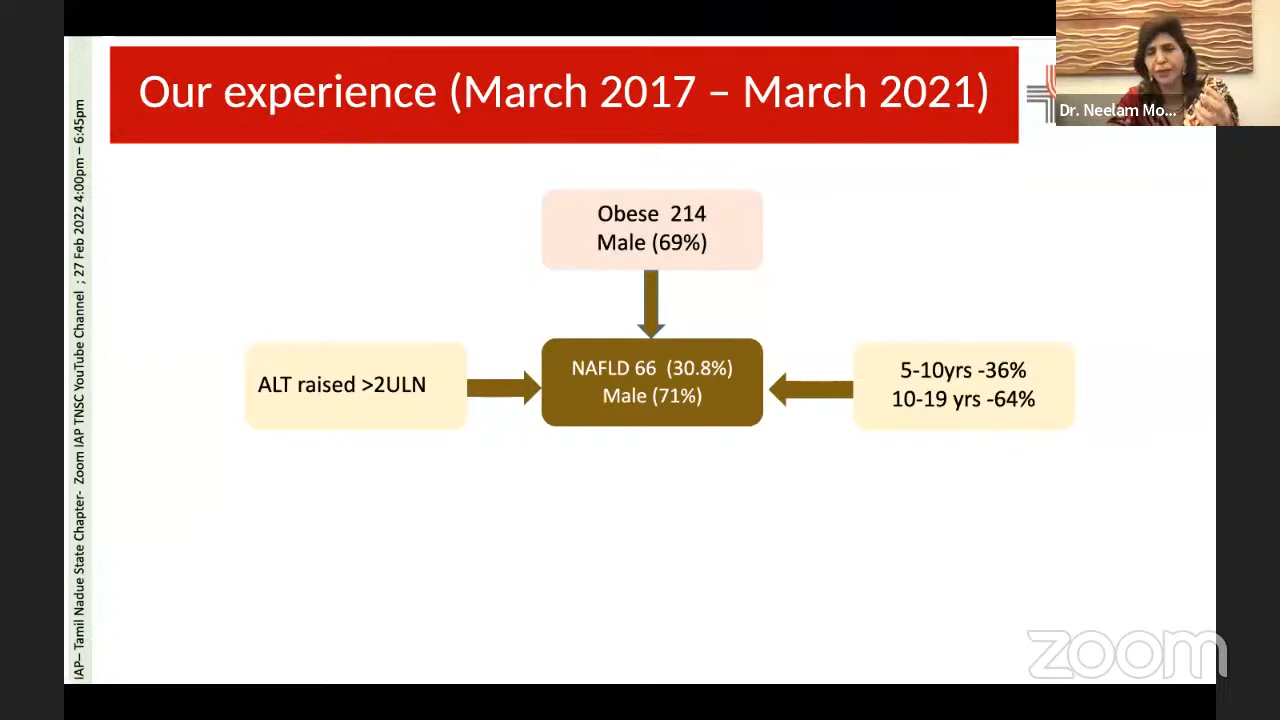 Our experience (March 2017 – March 2021)
Dr. Neelam Mo...
Obese 214
Male (69%)
ALT raised >2ULN
NAFLD 66 (30.8%)
Male (71%)
5-10yrs -36%
10-19 yrs -64%
IAP– Tamil Nadue State Chapter- Zoom IAP TNSC YouTube Channel ; 27 Feb 2022 4:00pm – 6:45pm
zoom